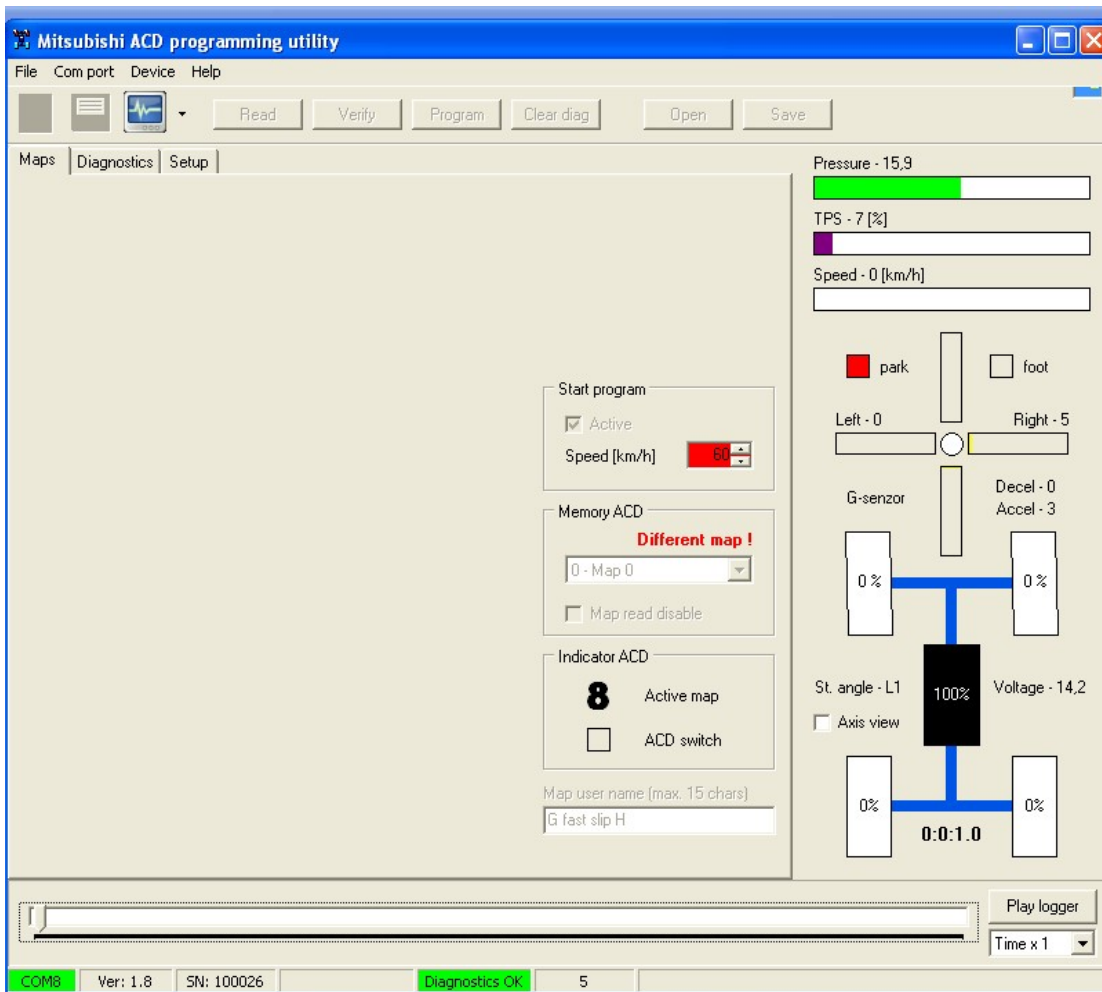 Mitsubishi ACD programming utility
File Com port Device Help
Read Verify Program Clear diag Open Save
Maps Diagnostics Setup
Pressure - 15,9
TPS - 7 [%]
Speed - 0 [km/h]
park foot
Left - 0 Right - 5
G-senzor
Decel - 0
Accel - 3
0 % 0 %
St. angle - L1 100% Voltage - 14,2
Axis view
0% 0%
0:0:1.0
Start program
Active
Speed [km/h] 60
Memory ACD
Different map !
0 - Map 0
Map read disable
Indicator ACD
8 Active map
ACD switch
Map user name (max. 15 chars)
G fast slip H
Play logger
Time x 1
COM8 Ver: 1.8 SN: 100026 Diagnostics OK 5